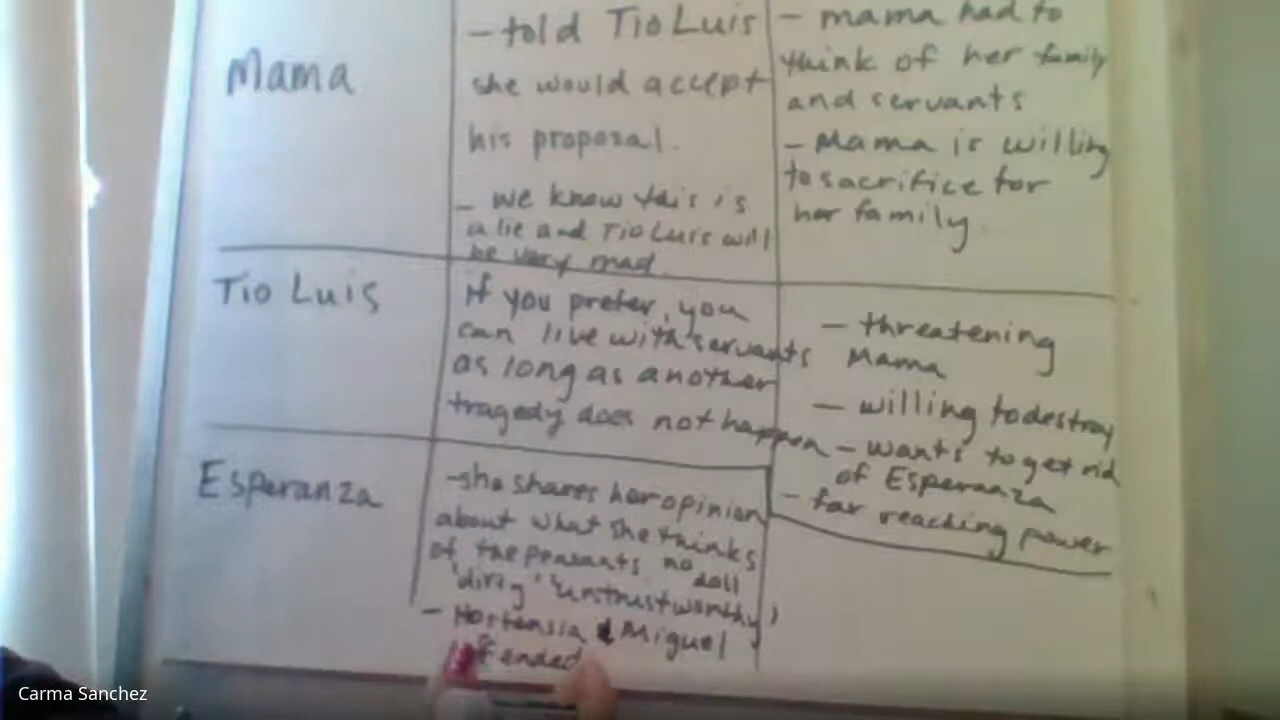 Mama
- told Tio Luis
she would accept
his proposal.
- we know this is
a lie and Tio Luis will
be very mad.
- mama had to
think of her family
and servants
- Mama is willing
to sacrifice for
her family.
Tio Luis
if you prefer, you
can live with servants
as long as another
tragedy does not happen
- threatening
Mama
- willing to destroy
- wants to get rid
of Esperanza
- far reaching power
Esperanza
- she shares her opinion
about what she thinks
of the peasants no doll
"dirty" "untrustworthy"
- Hortensia & Miguel
offended
Carma Sanchez